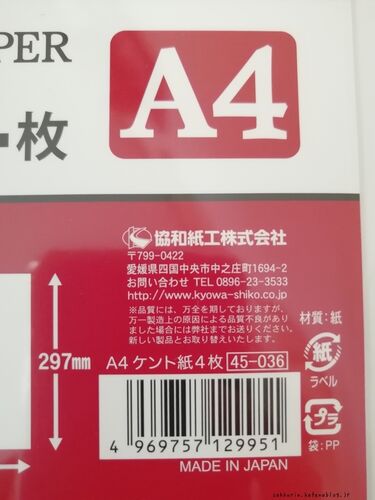 PER
A4
枚
協和紙工株式会社
〒799-0422
愛媛県四国中央市中之庄町1694-2
お問い合わせ TEL 0896-23-3533
http://www.kyowa-shiko.co.jp
※品質には、万全を期しておりますが、
万一製造上の原因による品質不良があり
ました場合には弊社までお送りください。
新しい製品とお取り替えいたします。
材質:紙
紙
ラベル
297mm
A4ケント紙4枚 45-036
プラ
袋:PP
4 969757 129951
MADE IN JAPAN